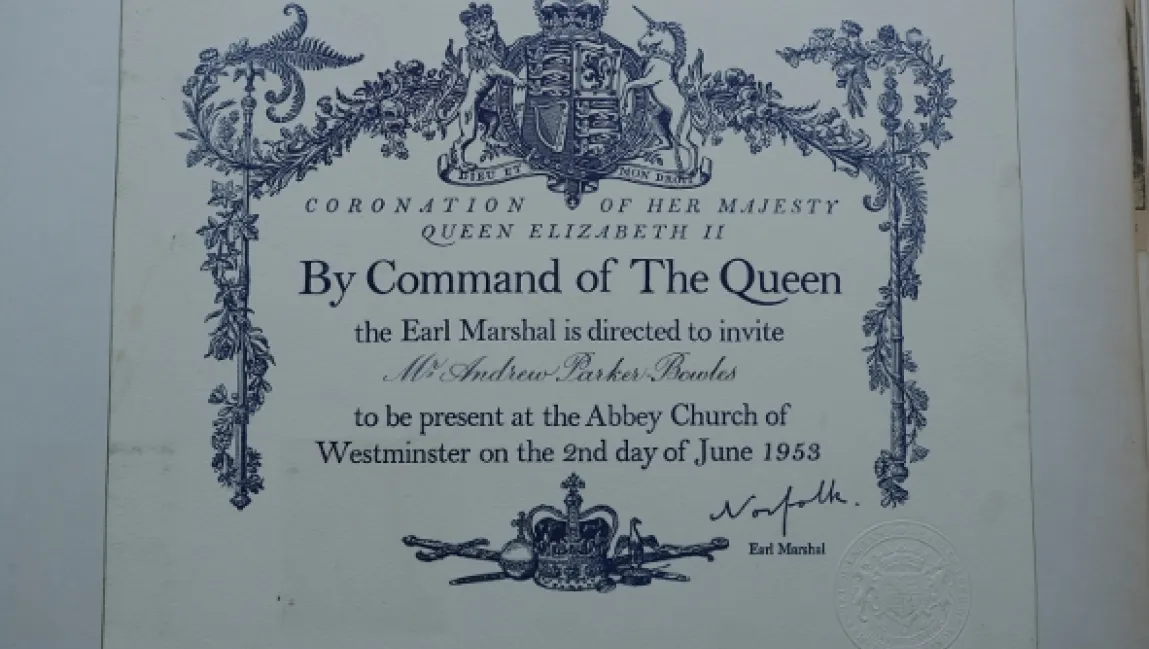 DIEU ET MON DROIT
CORONATION OF HER MAJESTY
QUEEN ELIZABETH II
By Command of The Queen
the Earl Marshal is directed to invite
Mr Andrew Parker-Bowles
to be present at the Abbey Church of
Westminster on the 2nd day of June 1953
Norfolk.
Earl Marshal